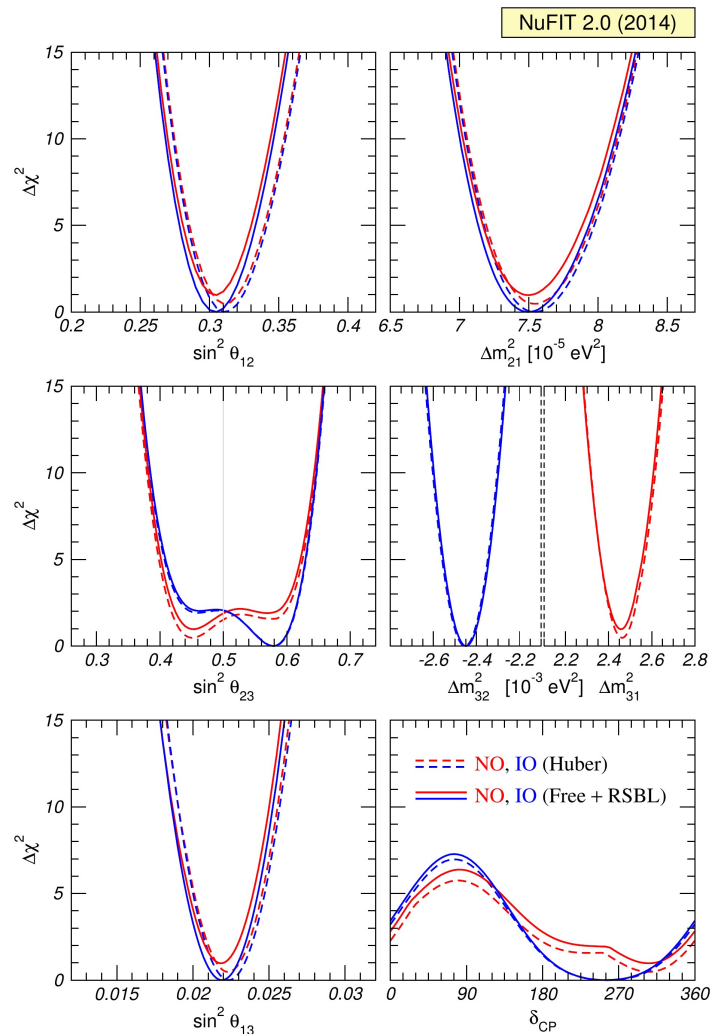 NuFIT 2.0 (2014)
15
10
5
0
Δχ²
0.2 0.25 0.3 0.35 0.4
sin² θ₁₂
6.5 7 7.5 8 8.5
Δm²₂₁ [10⁻⁵ eV²]
15
10
5
0
Δχ²
0.3 0.4 0.5 0.6 0.7
sin² θ₂₃
-2.6 -2.4 -2.2 2.2 2.4 2.6 2.8
Δm²₃₂ [10⁻³ eV²] Δm²₃₁
15
10
5
0
Δχ²
0.015 0.02 0.025 0.03
sin² θ₁₃
NO, IO (Huber)
NO, IO (Free + RSBL)
0 90 180 270 360
δ_CP